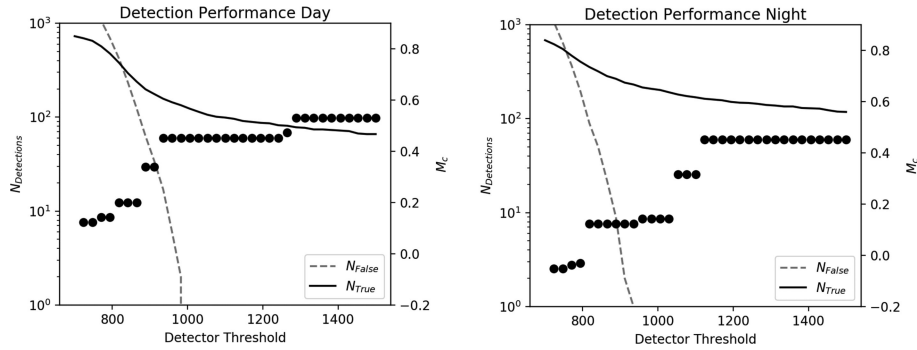 Detection Performance Day
10³
10²
10¹
10⁰
N_Detections
0.8
0.6
0.4
0.2
0.0
−0.2
M_c
N_False
N_True
800
1000
1200
1400
Detector Threshold
Detection Performance Night
10³
10²
10¹
10⁰
N_Detections
0.8
0.6
0.4
0.2
0.0
−0.2
M_c
N_False
N_True
800
1000
1200
1400
Detector Threshold